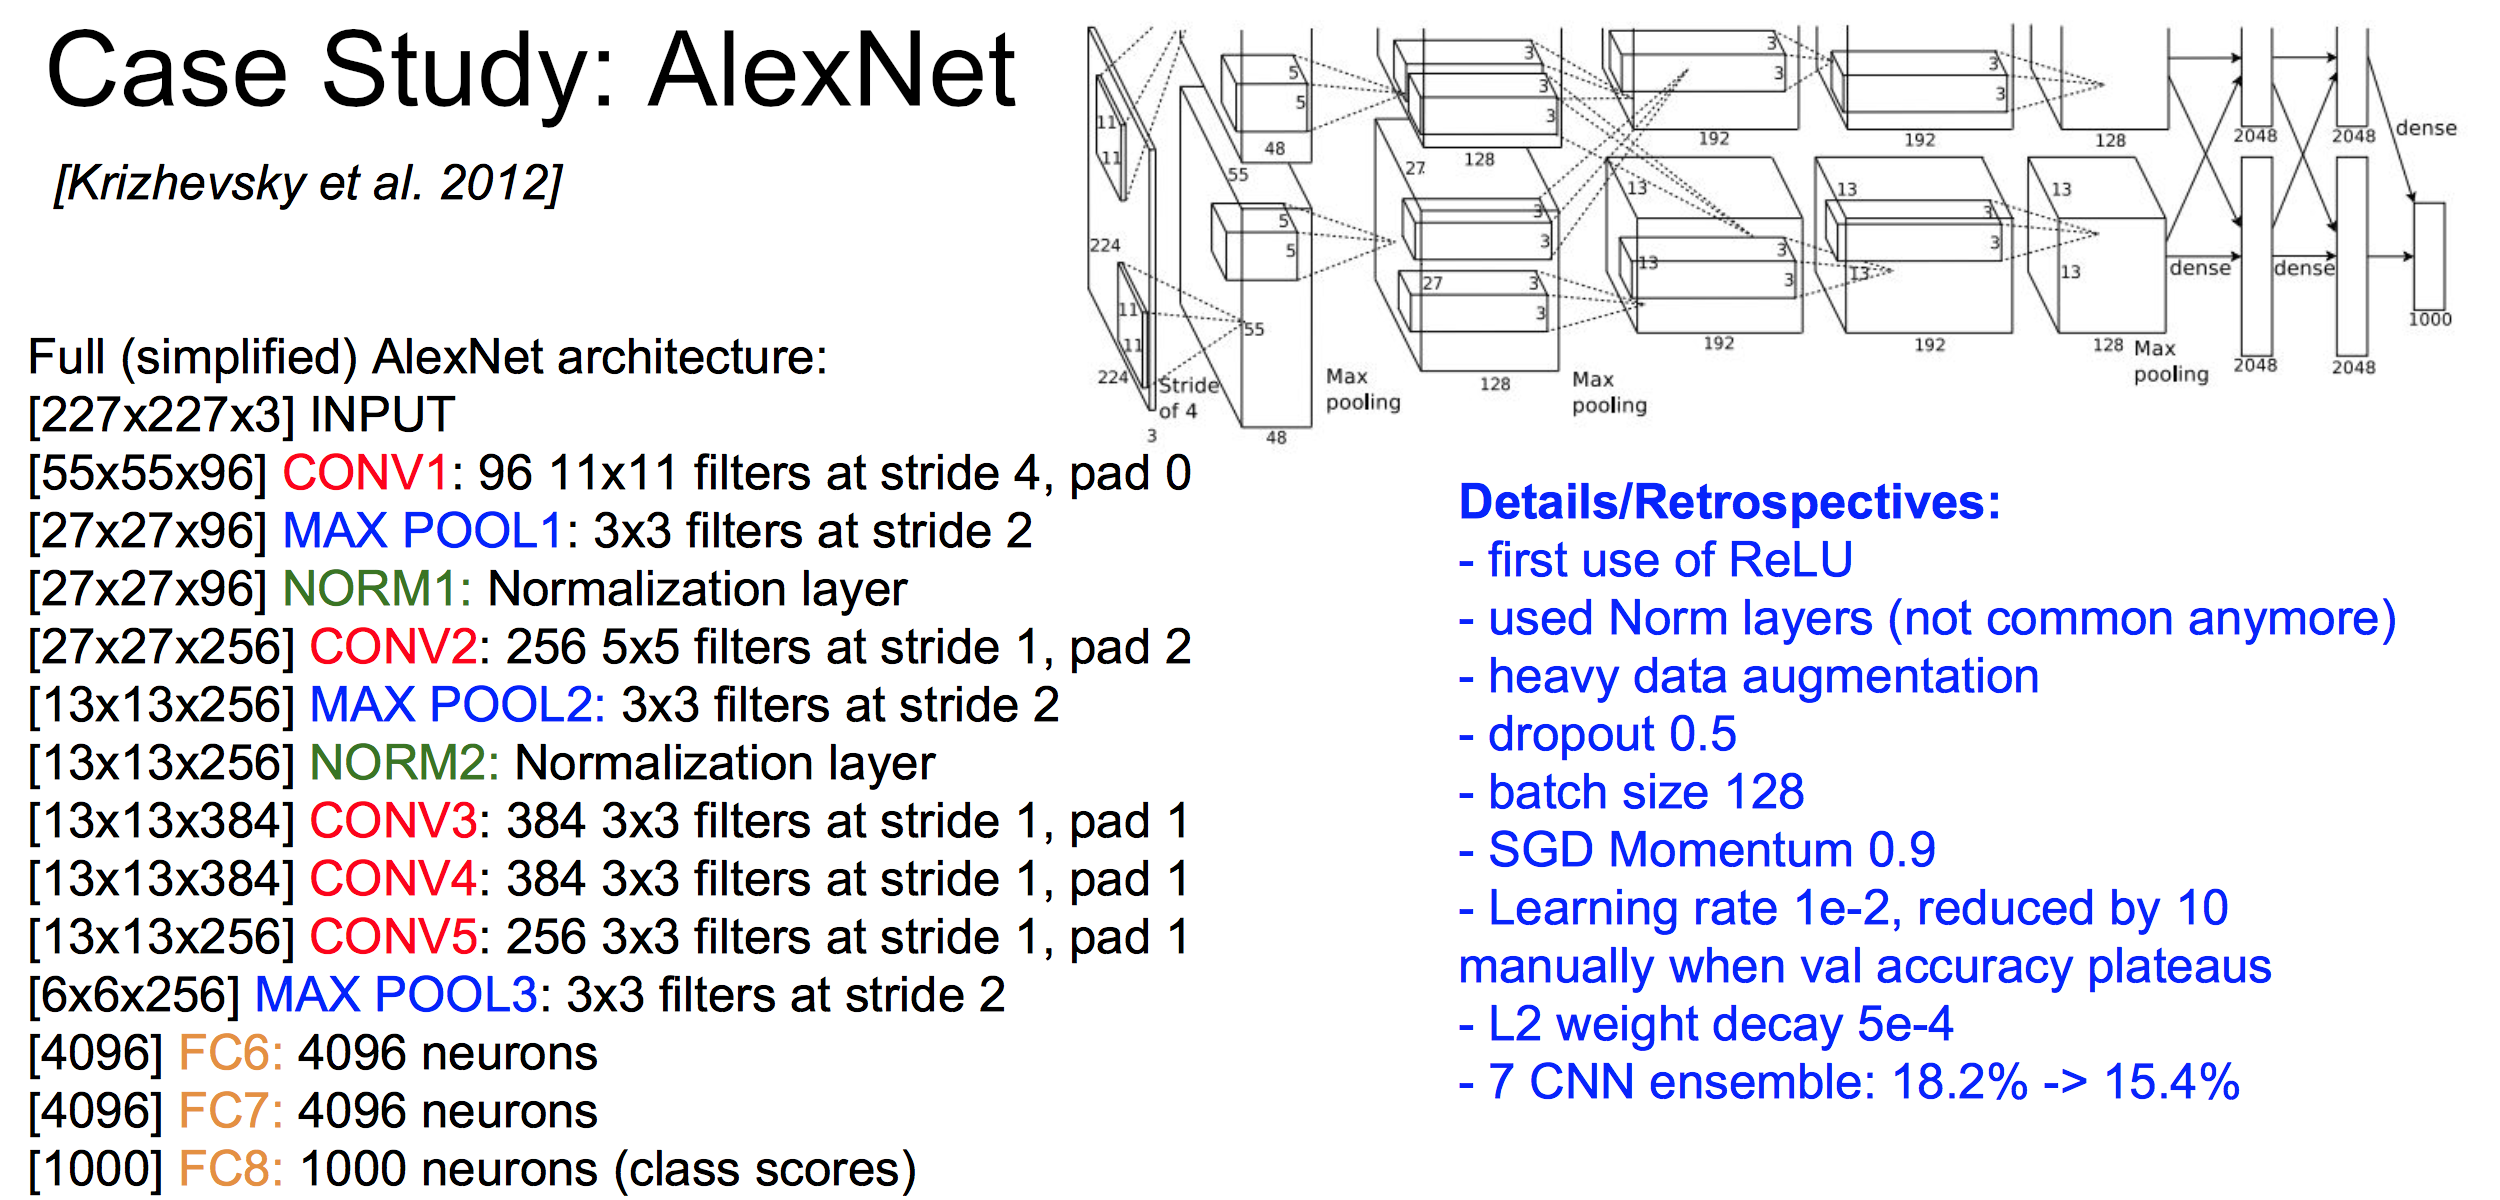 Case Study: AlexNet
[Krizhevsky et al. 2012]
Full (simplified) AlexNet architecture:
[227x227x3] INPUT
[55x55x96] CONV1: 96 11x11 filters at stride 4, pad 0
[27x27x96] MAX POOL1: 3x3 filters at stride 2
[27x27x96] NORM1: Normalization layer
[27x27x256] CONV2: 256 5x5 filters at stride 1, pad 2
[13x13x256] MAX POOL2: 3x3 filters at stride 2
[13x13x256] NORM2: Normalization layer
[13x13x384] CONV3: 384 3x3 filters at stride 1, pad 1
[13x13x384] CONV4: 384 3x3 filters at stride 1, pad 1
[13x13x256] CONV5: 256 3x3 filters at stride 1, pad 1
[6x6x256] MAX POOL3: 3x3 filters at stride 2
[4096] FC6: 4096 neurons
[4096] FC7: 4096 neurons
[1000] FC8: 1000 neurons (class scores)
11
11
224
11
11
224
3
Stride
of 4
5
5
48
55
5
5
55
48
Max
pooling
3
3
3
3
128
27
3
3
27
3
3
128
Max
pooling
3
3
192
13
3
3
13
192
3
3
192
13
3
3
13
192
128
13
13
128
Max
pooling
2048
2048
dense
dense
dense
2048
2048
1000
Details/Retrospectives:
- first use of ReLU
- used Norm layers (not common anymore)
- heavy data augmentation
- dropout 0.5
- batch size 128
- SGD Momentum 0.9
- Learning rate 1e-2, reduced by 10
manually when val accuracy plateaus
- L2 weight decay 5e-4
- 7 CNN ensemble: 18.2% -> 15.4%